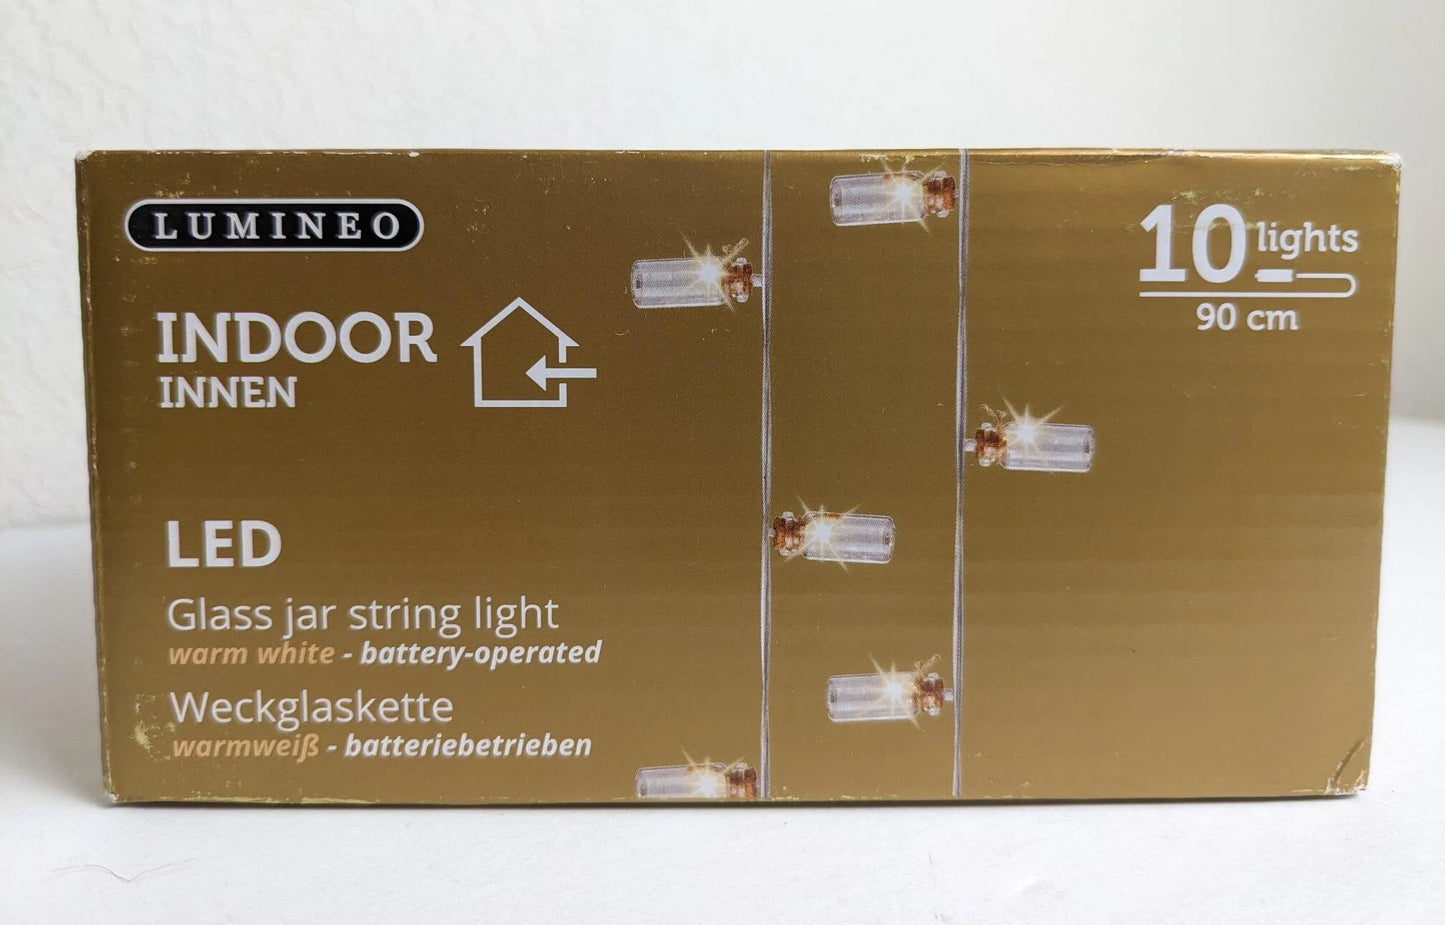 LUMINEO
INDOOR
INNEN
10 lights
90 cm
LED
Glass jar string light
warm white - battery-operated
Weckglaskette
warmweiß - batteriebetrieben